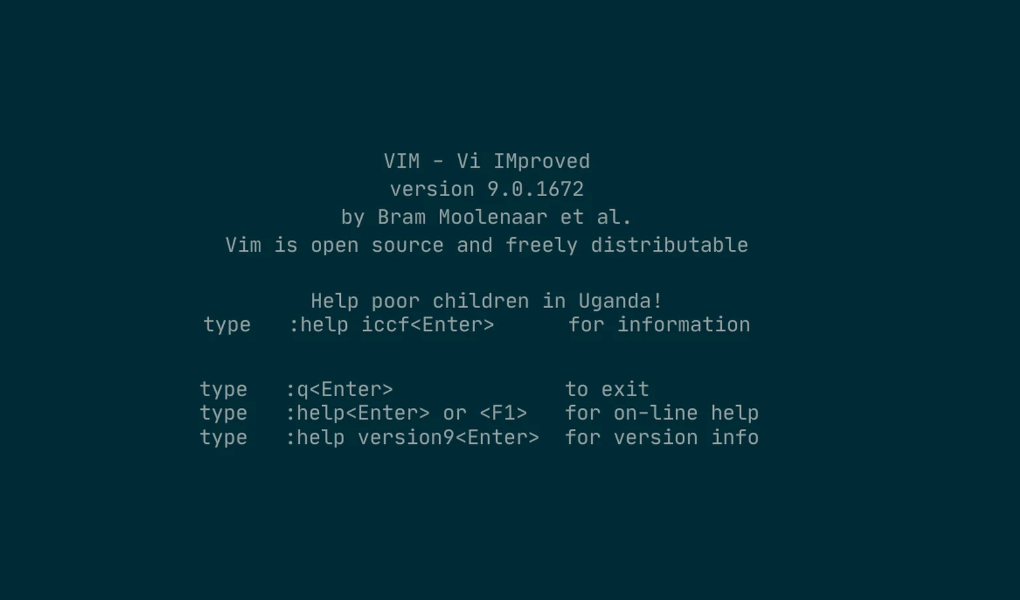 VIM - Vi IMproved
version 9.0.1672
by Bram Moolenaar et al.
Vim is open source and freely distributable
Help poor children in Uganda!
type :help iccf<Enter> for information
type :q<Enter> to exit
type :help<Enter> or <F1> for on-line help
type :help version9<Enter> for version info